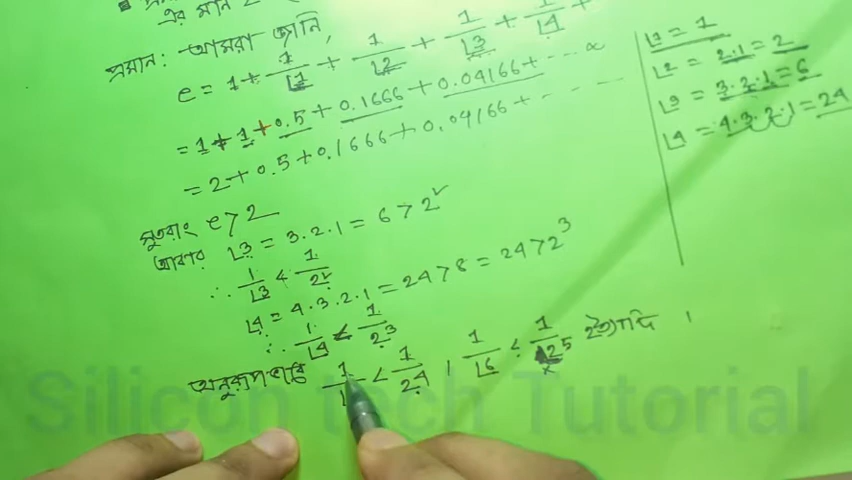 এর মান 2
প্রমান: আমরা জানি,
e = 1 + 1/⌊1 + 1/⌊2 + 1/⌊3 + 1/⌊4 +
= 1 + 1 + 0.5 + 0.1666 + 0.04166 + ... ∝
= 2 + 0.5 + 0.1666 + 0.04166 + ...
সুতরাং e > 2
আবার ⌊3 = 3·2·1 = 6 > 2²
∴ 1/⌊3 < 1/2²
⌊4 = 4·3·2·1 = 24 > 8 = 24 > 2³
∴ 1/⌊4 < 1/2³
অনুরূপভাবে 1/⌊ < 1/2⁴ , 1/⌊6 < 1/2⁵ ইত্যাদি ।
⌊1 = 1
⌊2 = 2·1 = 2
⌊3 = 3·2·1 = 6
⌊4 = 4·3·2·1 = 24
Silicon tech Tutorial